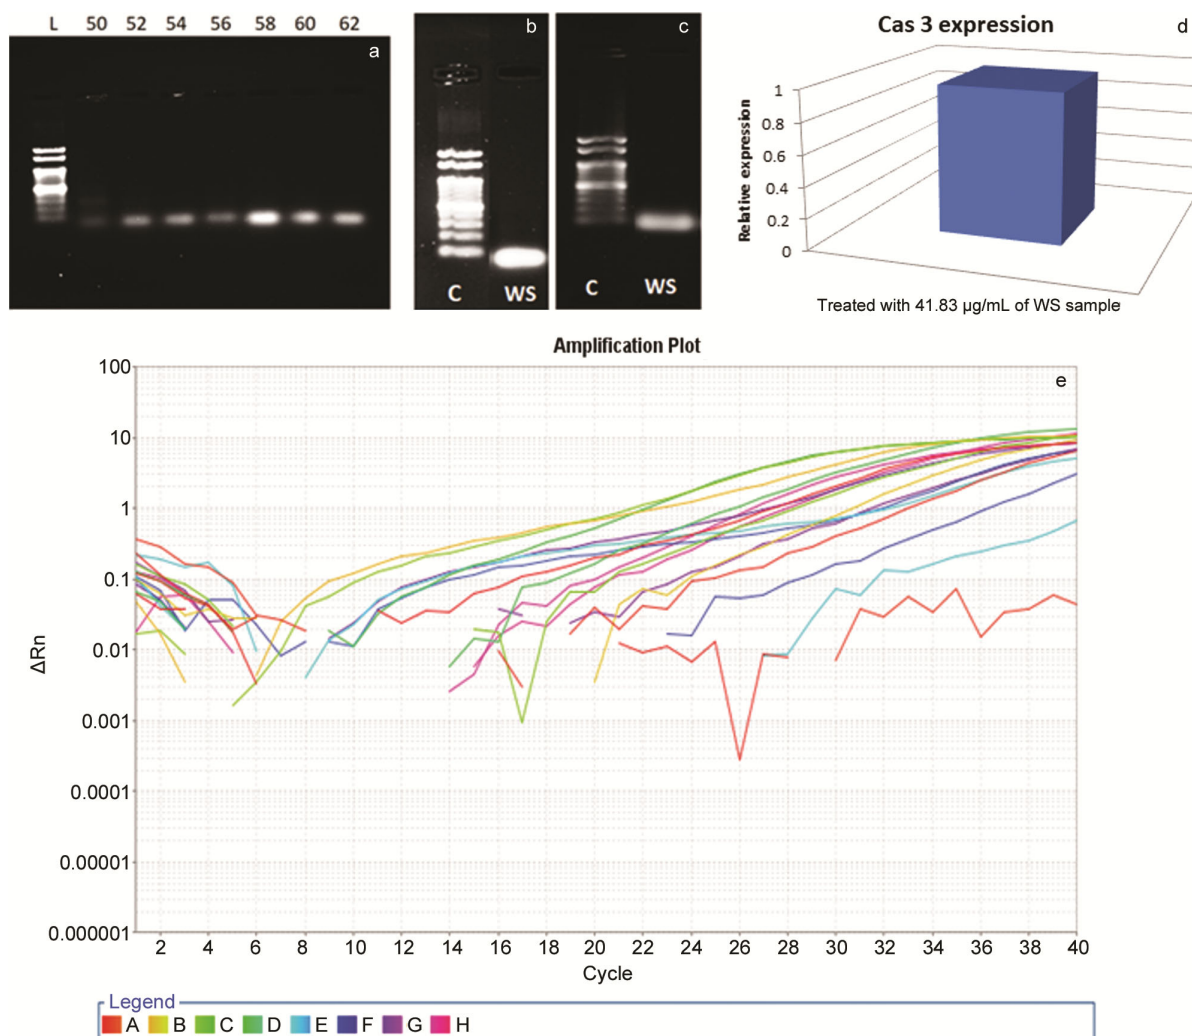 L 50 52 54 56 58 60 62
a
b
C WS
c
C WS
Cas 3 expression
d
Relative expression
1
0.8
0.6
0.4
0.2
0
Treated with 41.83 µg/mL of WS sample
Amplification Plot
e
ΔRn
100
10
1
0.1
0.01
0.001
0.0001
0.00001
0.000001
2 4 6 8 10 12 14 16 18 20 22 24 26 28 30 32 34 36 38 40
Cycle
Legend
A B C D E F G H